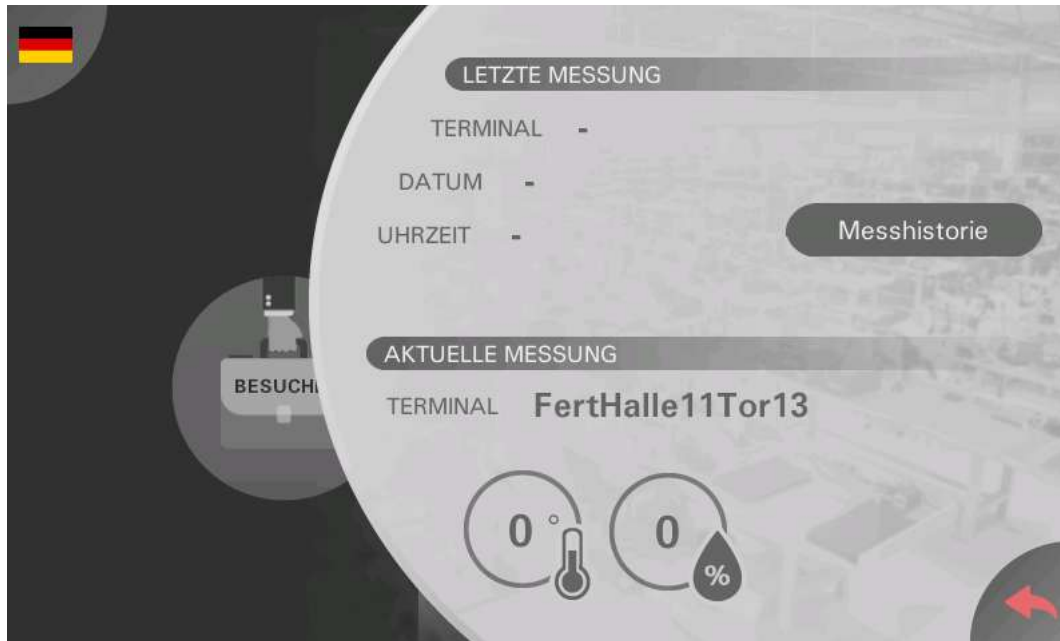 LETZTE MESSUNG
TERMINAL -
DATUM -
UHRZEIT -
Messhistorie
BESUCH
AKTUELLE MESSUNG
TERMINAL FertHalle11Tor13
0 °
0 %